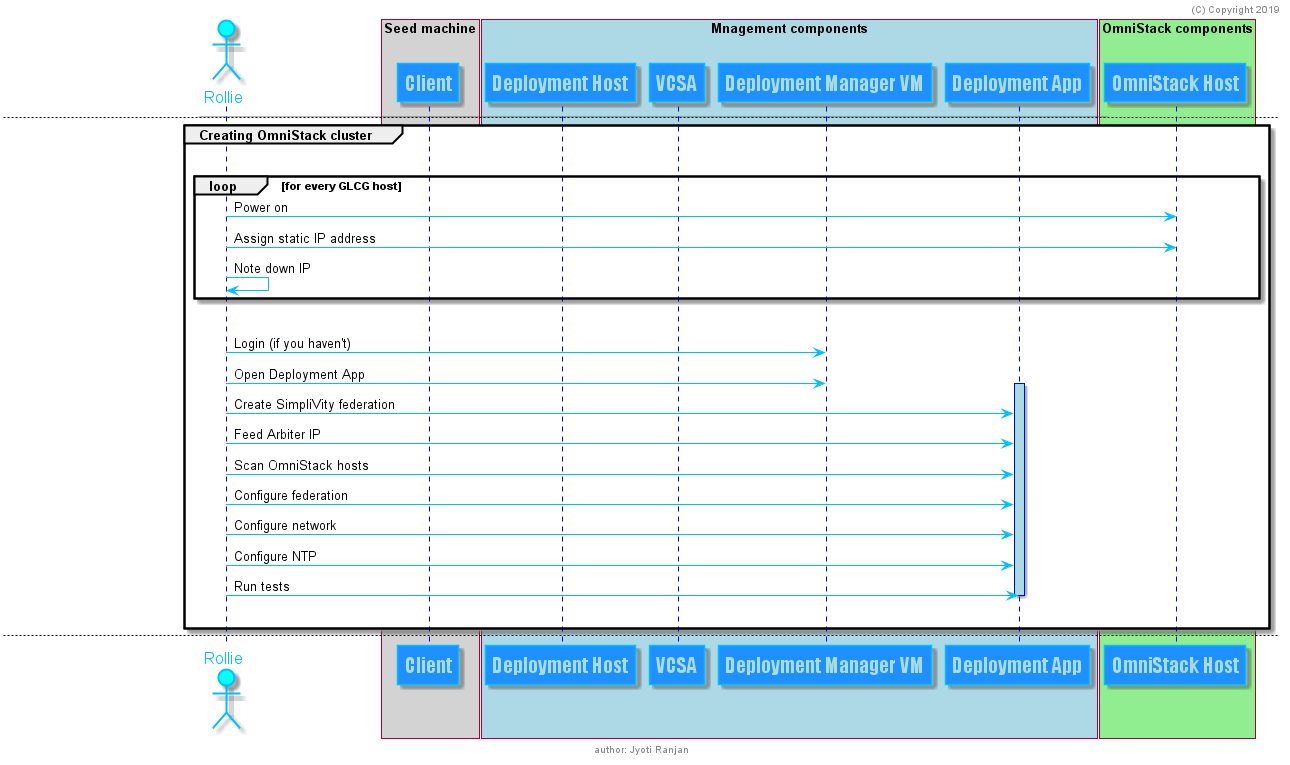 (C) Copyright 2019
Seed machine
Mnagement components
OmniStack components
Rollie
Client
Deployment Host
VCSA
Deployment Manager VM
Deployment App
OmniStack Host
Creating OmniStack cluster
loop
[for every GLCG host]
Power on
Assign static IP address
Note down IP
Login (if you haven't)
Open Deployment App
Create SimpliVity federation
Feed Arbiter IP
Scan OmniStack hosts
Configure federation
Configure network
Configure NTP
Run tests
Rollie
Client
Deployment Host
VCSA
Deployment Manager VM
Deployment App
OmniStack Host
author: Jyoti Ranjan